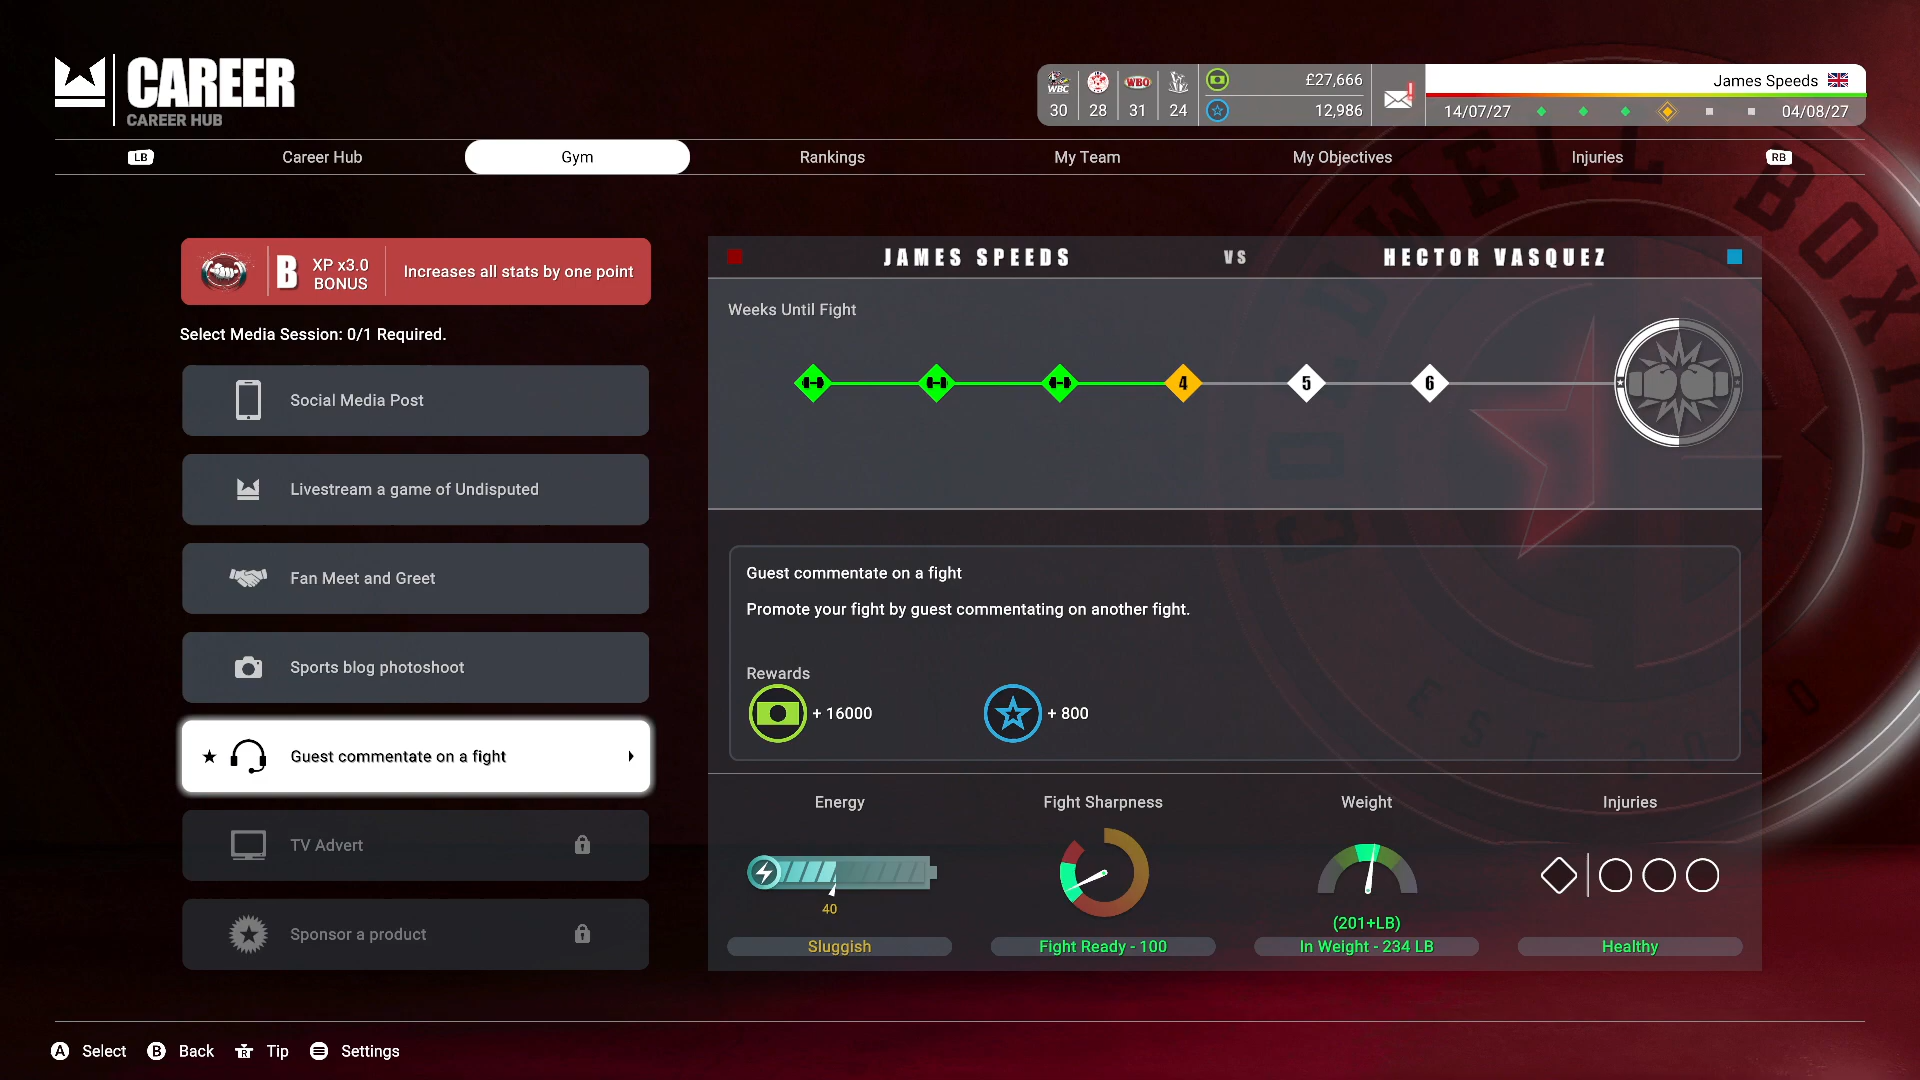 CAREER
CAREER HUB
WBC
WBO
30
28
31
24
£27,666
12,986
James Speeds
14/07/27
04/08/27
LB
Career Hub
Gym
Rankings
My Team
My Objectives
Injuries
RB
B
XP x3.0
BONUS
Increases all stats by one point
Select Media Session: 0/1 Required.
Social Media Post
Livestream a game of Undisputed
Fan Meet and Greet
Sports blog photoshoot
Guest commentate on a fight
TV Advert
Sponsor a product
JAMES SPEEDS
VS
HECTOR VASQUEZ
Weeks Until Fight
4
5
6
Guest commentate on a fight
Promote your fight by guest commentating on another fight.
Rewards
+ 16000
+ 800
Energy
40
Sluggish
Fight Sharpness
Fight Ready - 100
Weight
(201+LB)
In Weight - 234 LB
Injuries
Healthy
A Select
B Back
R Tip
Settings